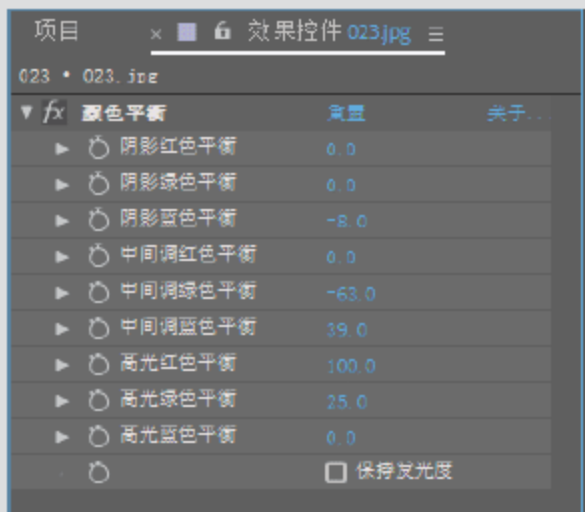 项目 × 效果控件 023.jpg
023 • 023.jpg
fx 颜色平衡 重置 关于...
阴影红色平衡 0.0
阴影绿色平衡 0.0
阴影蓝色平衡 -8.0
中间调红色平衡 0.0
中间调绿色平衡 -63.0
中间调蓝色平衡 39.0
高光红色平衡 100.0
高光绿色平衡 25.0
高光蓝色平衡 0.0
保持发光度